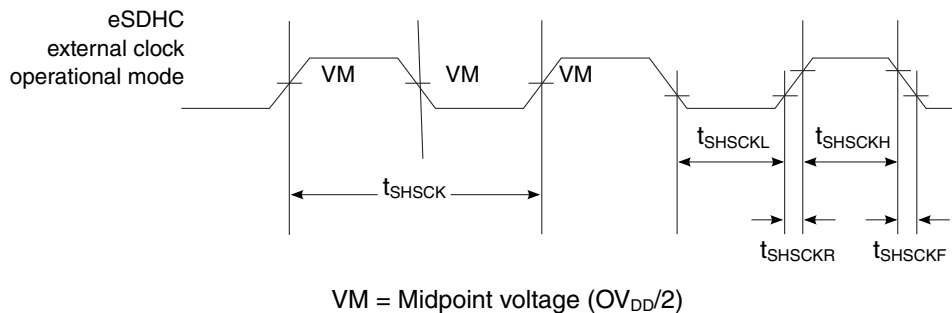 eSDHC
external clock
operational mode
VM VM VM
tSHSCKL tSHSCKH
tSHSCK
tSHSCKR tSHSCKF
VM = Midpoint voltage (OVDD/2)